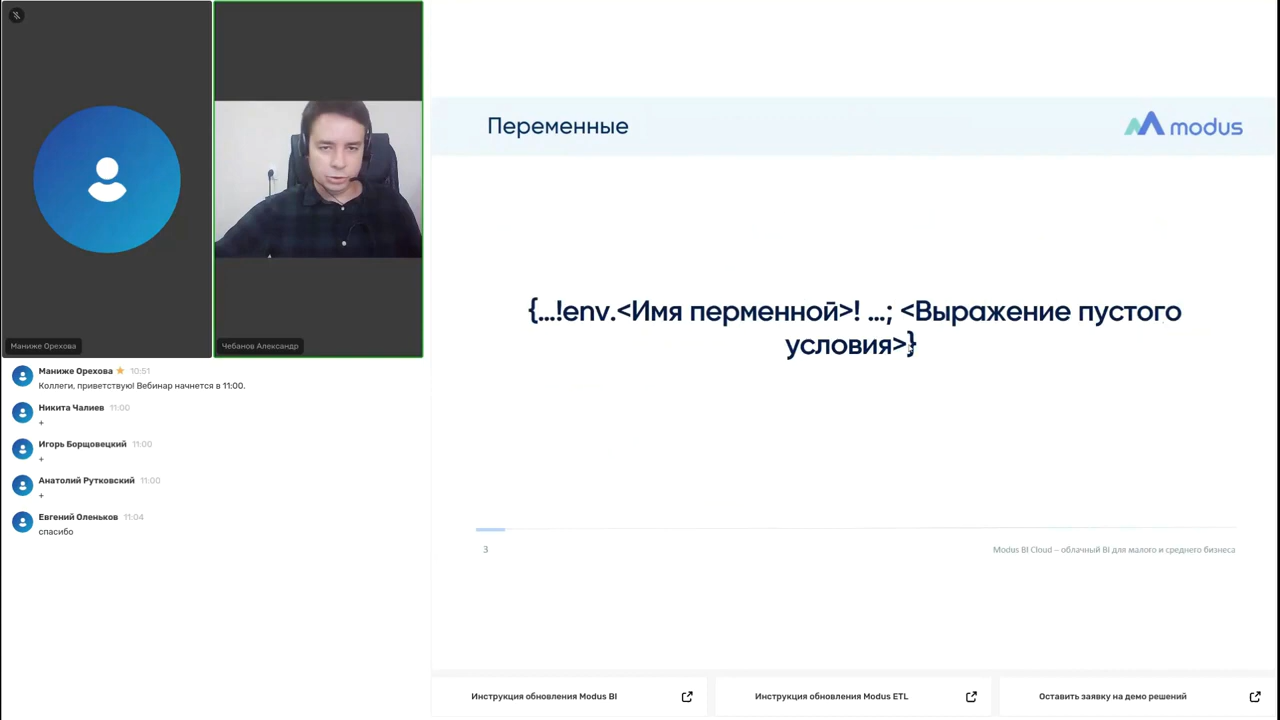 Манижe Орехова
Чебанов Александр
Манижe Орехова 10:51
Коллеги, приветствую! Вебинар начнется в 11:00.
Никита Чалиев 11:00
+
Игорь Борщовецкий 11:00
+
Анатолий Рутковский 11:00
+
Евгений Оленьков 11:04
спасибо
Переменные
modus
{...!env.<Имя перменной>! ...; <Выражение пустого
условия>}
3
Modus BI Cloud – облачный BI для малого и среднего бизнеса
Инструкция обновления Modus BI
Инструкция обновления Modus ETL
Оставить заявку на демо решений